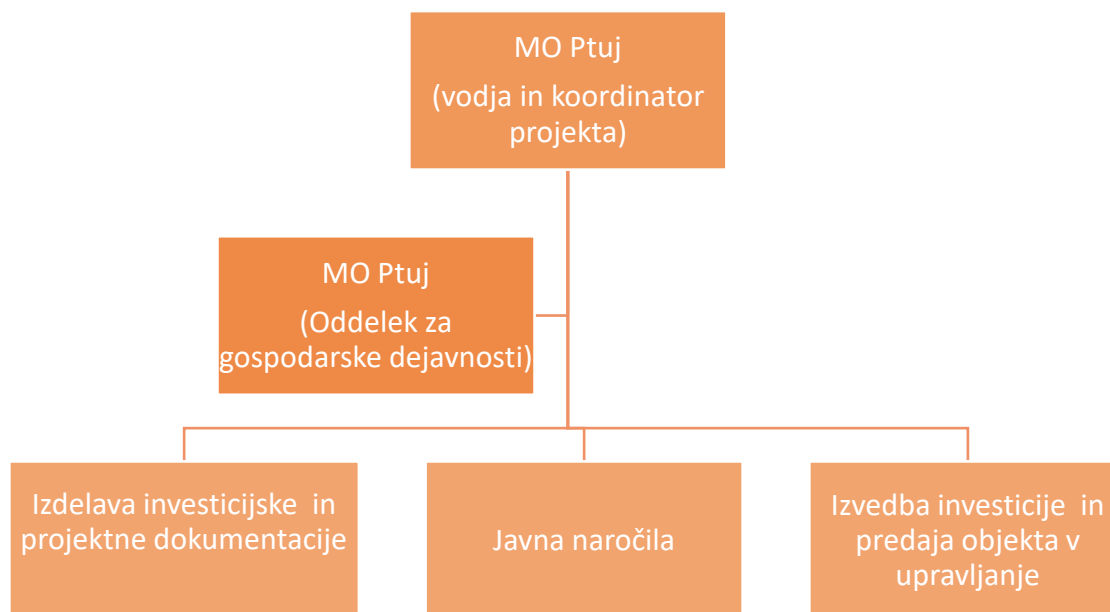 MO Ptuj
(vodja in koordinator
projekta)
MO Ptuj
(Oddelek za
gospodarske dejavnosti)
Izdelava investicijske in
projektne dokumentacije
Javna naročila
Izvedba investicije in
predaja objekta v
upravljanje